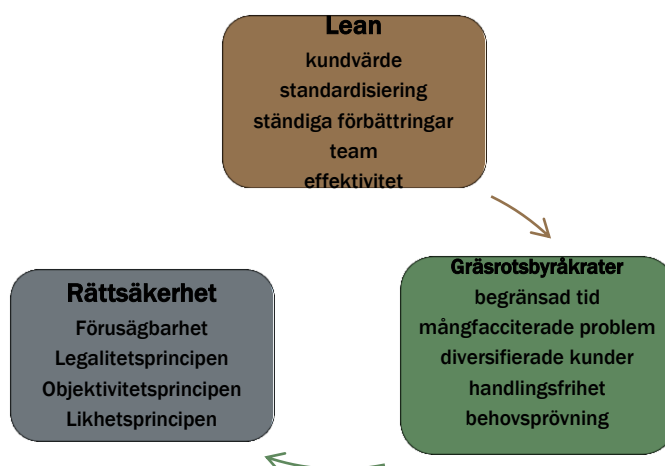 Lean
kundvärde
standardisiering
ständiga förbättringar
team
effektivitet
Gräsrotsbyråkrater
begränsad tid
mångfacciterade problem
diversifierade kunder
handlingsfrihet
behovsprövning
Rättsäkerhet
Förusägbarhet
Legalitetsprincipen
Objektivitetsprincipen
Likhetsprincipen